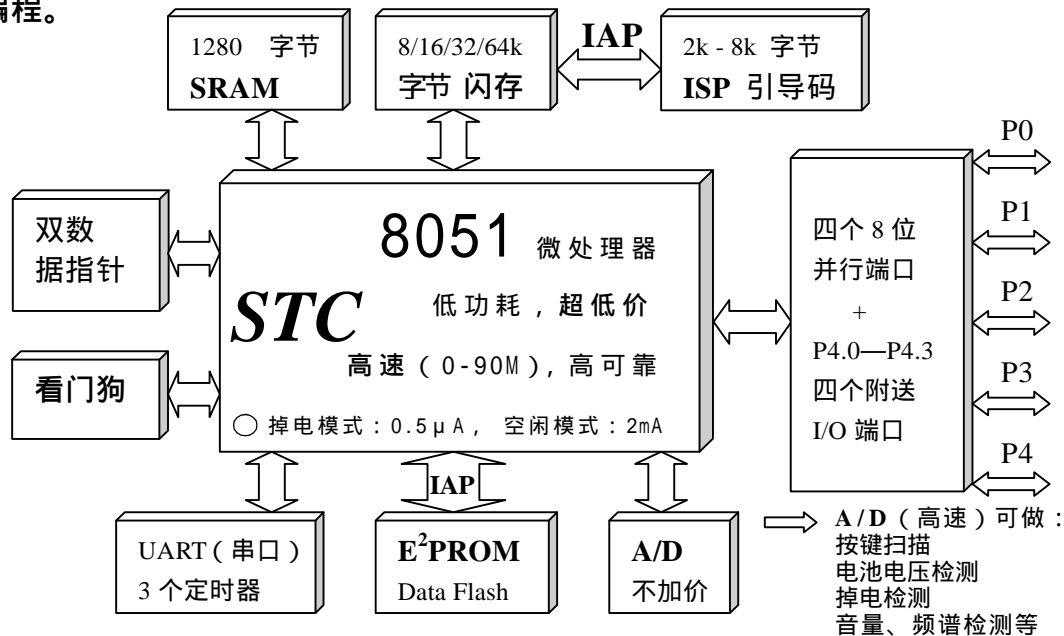 编程。
1280 字节
SRAM
8/16/32/64k
字节 闪存
IAP
2k - 8k 字节
ISP 引导码
双数
据指针
看门狗
8051 微处理器
STC
低功耗，超低价
高速（0-90M），高可靠
掉电模式：0.5μA， 空闲模式：2mA
四个 8 位
并行端口
+
P4.0—P4.3
四个附送
I/O 端口
P0
P1
P2
P3
P4
UART（串口）
3 个定时器
IAP
E²PROM
Data Flash
A/D
不加价
A/D（高速）可做：
按键扫描
电池电压检测
掉电检测
音量、频谱检测等